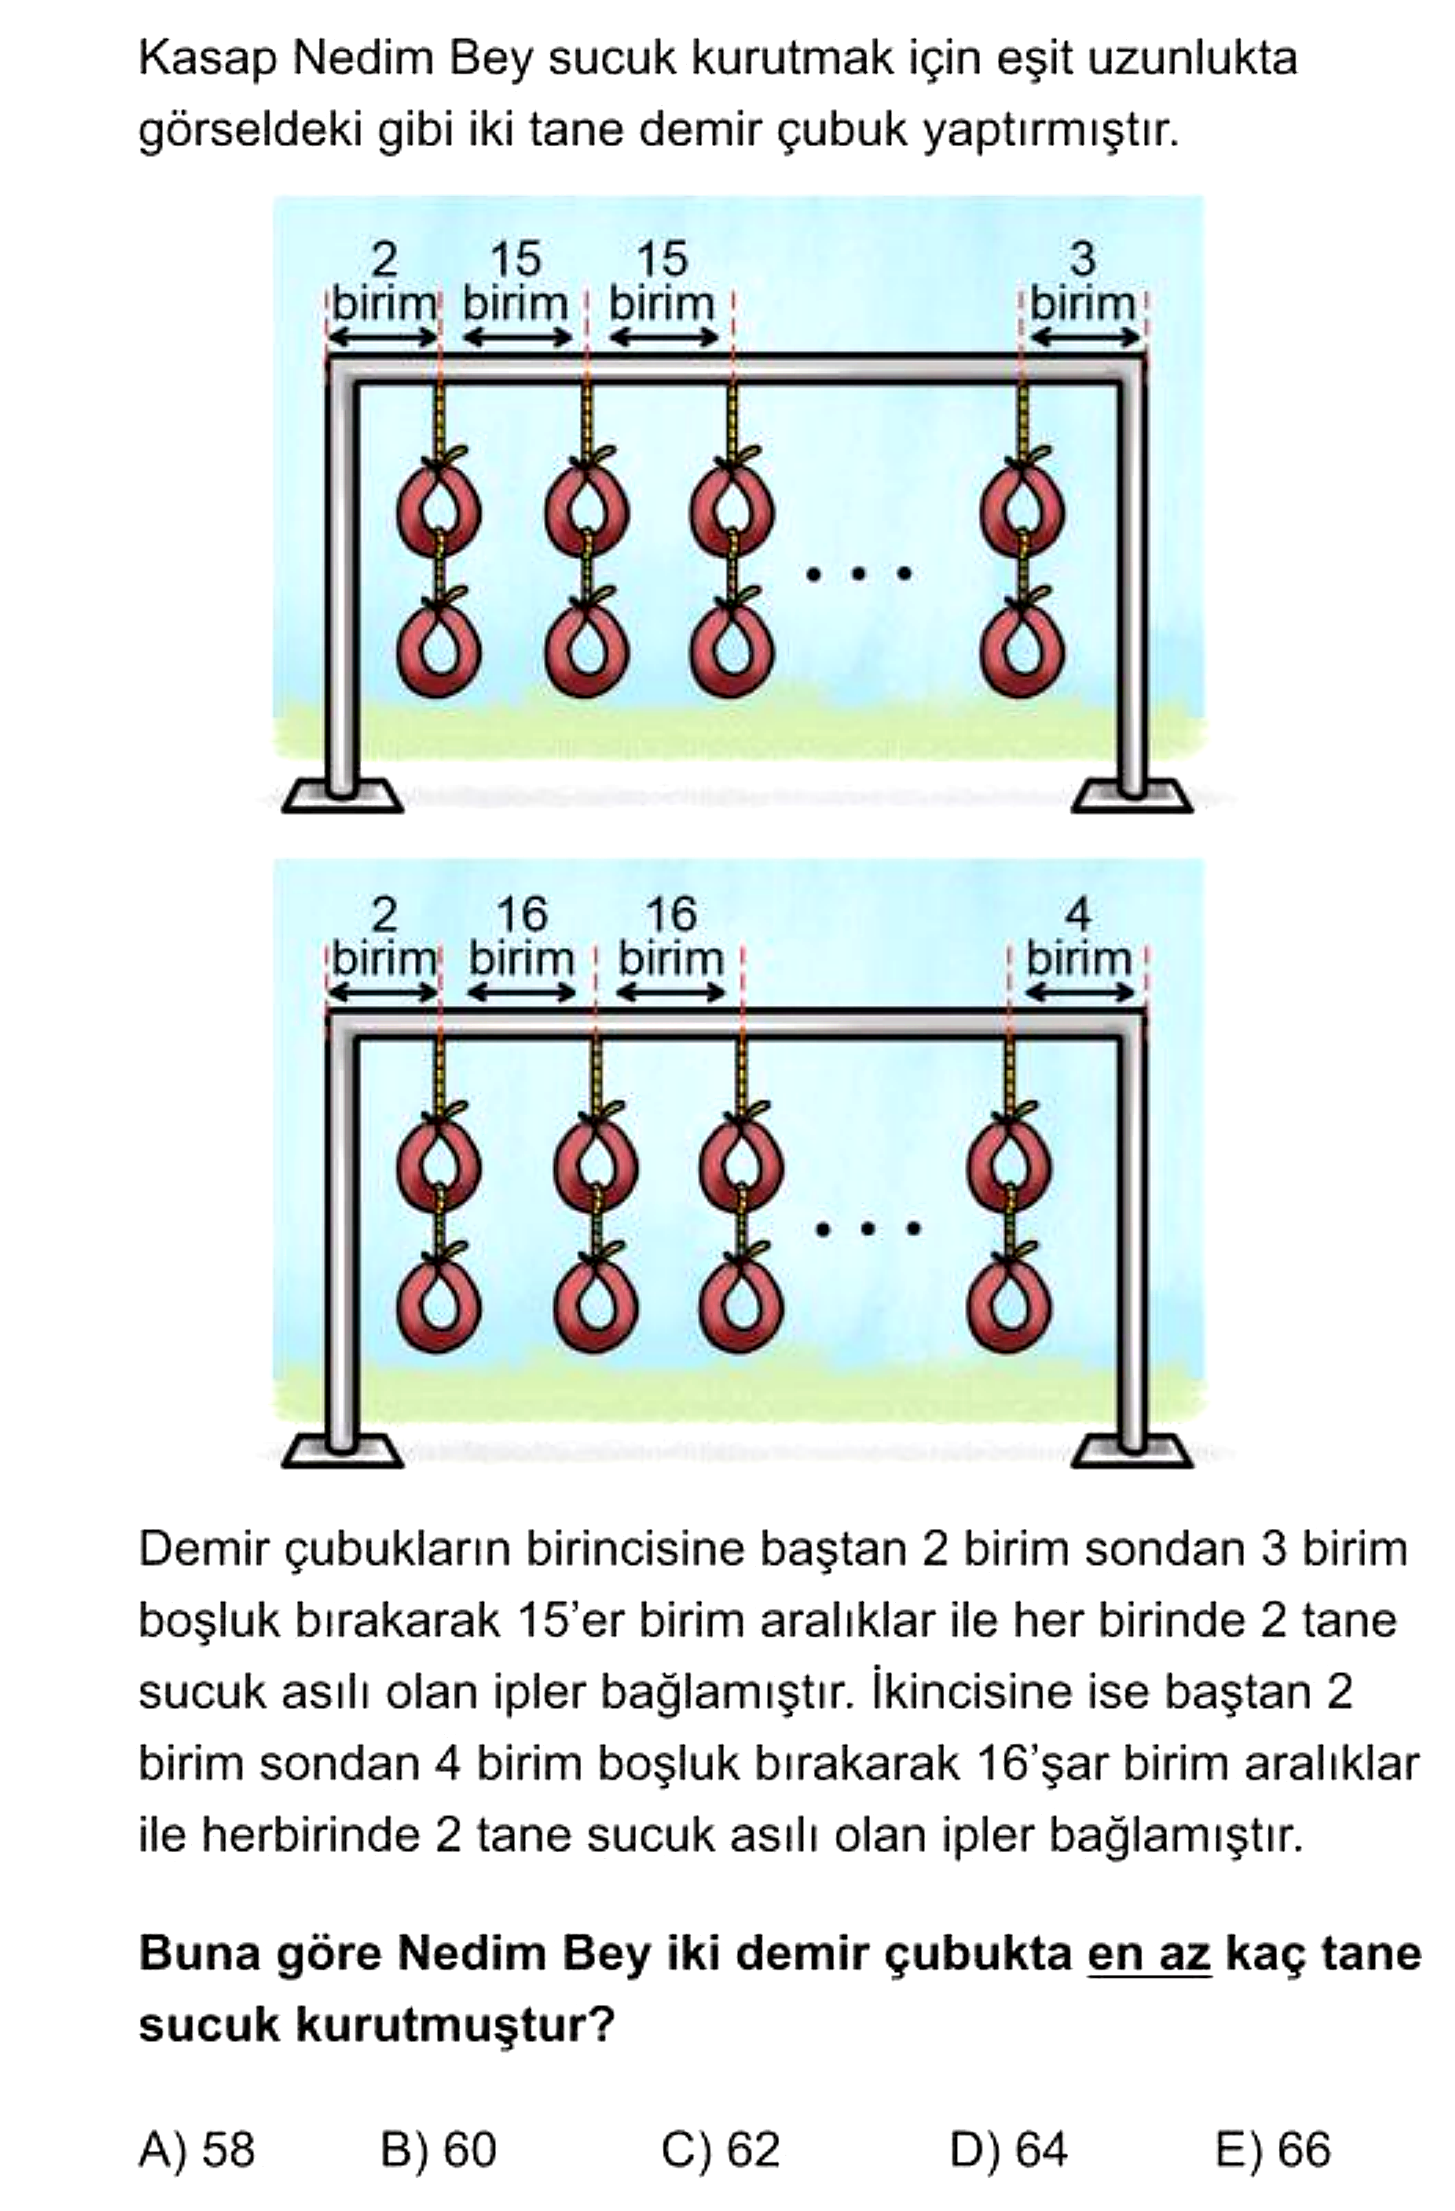 Kasap Nedim Bey sucuk kurutmak için eşit uzunlukta
görseldeki gibi iki tane demir çubuk yaptırmıştır.
2 15 15 3
birim birim birim birim
2 16 16 4
birim birim birim birim
Demir çubukların birincisine baştan 2 birim sondan 3 birim
boşluk bırakarak 15’er birim aralıklar ile her birinde 2 tane
sucuk asılı olan ipler bağlamıştır. İkincisine ise baştan 2
birim sondan 4 birim boşluk bırakarak 16’şar birim aralıklar
ile herbirinde 2 tane sucuk asılı olan ipler bağlamıştır.
Buna göre Nedim Bey iki demir çubukta en az kaç tane
sucuk kurutmuştur?
A) 58 B) 60 C) 62 D) 64 E) 66